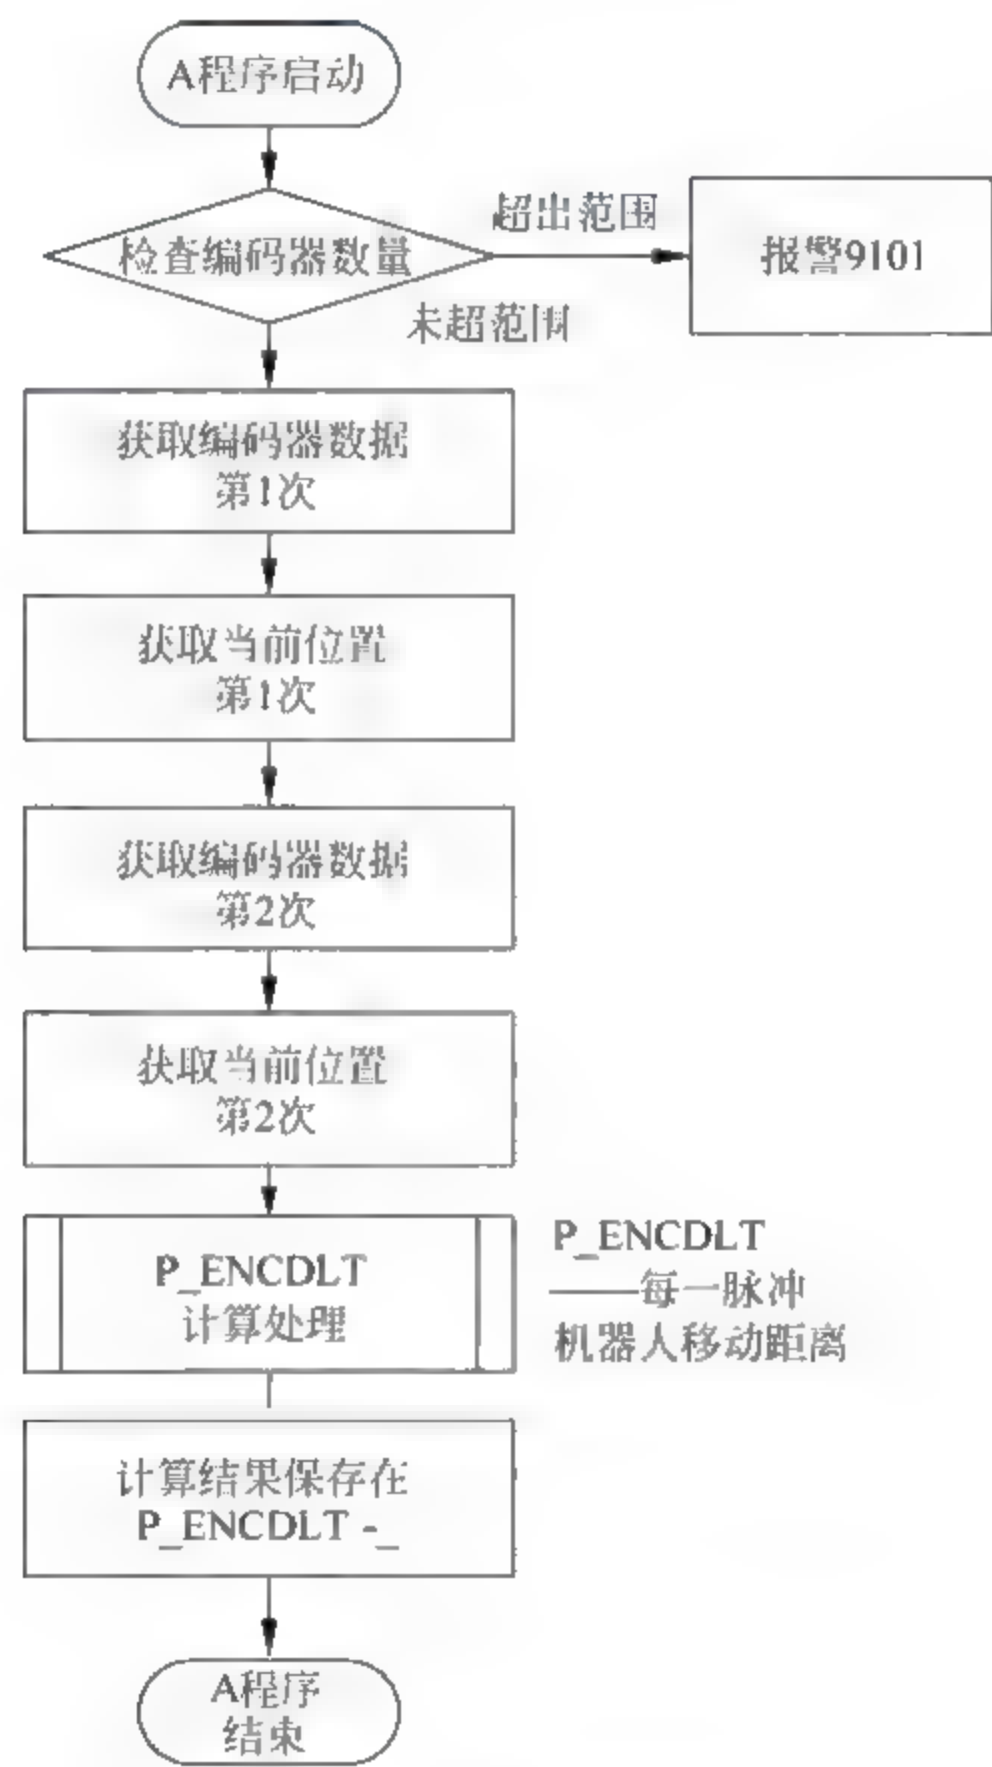 A程序启动
检查编码器数量
超出范围
报警9101
未超范围
获取编码器数据
第1次
获取当前位置
第1次
获取编码器数据
第2次
获取当前位置
第2次
P_ENCDLT
计算处理
P_ENCDLT
——每一脉冲
机器人移动距离
计算结果保存在
P_ENCDLT -_
A程序
结束